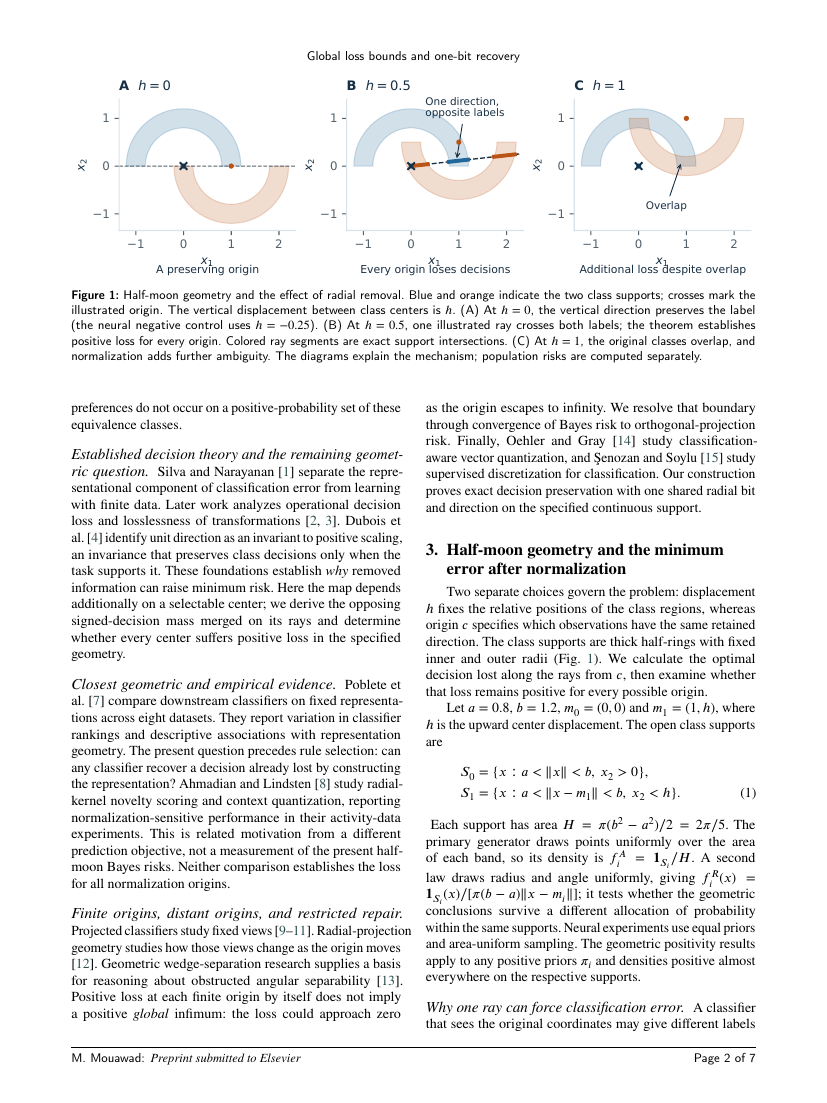 Global loss bounds and one-bit recovery
A h = 0
B h = 0.5
C h = 1
One direction,
opposite labels
Overlap
1
0
−1
x₂
−1 0 1 2
x₁
A preserving origin
1
0
−1
x₂
−1 0 1 2
x₁
Every origin loses decisions
1
0
−1
x₂
−1 0 1 2
x₁
Additional loss despite overlap
Figure 1: Half-moon geometry and the effect of radial removal. Blue and orange indicate the two class supports; crosses mark the
illustrated origin. The vertical displacement between class centers is h. (A) At h = 0, the vertical direction preserves the label
(the neural negative control uses h = −0.25). (B) At h = 0.5, one illustrated ray crosses both labels; the theorem establishes
positive loss for every origin. Colored ray segments are exact support intersections. (C) At h = 1, the original classes overlap, and
normalization adds further ambiguity. The diagrams explain the mechanism; population risks are computed separately.
preferences do not occur on a positive-probability set of these
equivalence classes.
Established decision theory and the remaining geomet-
ric question. Silva and Narayanan [1] separate the repre-
sentational component of classification error from learning
with finite data. Later work analyzes operational decision
loss and losslessness of transformations [2, 3]. Dubois et
al. [4] identify unit direction as an invariant to positive scaling,
an invariance that preserves class decisions only when the
task supports it. These foundations establish why removed
information can raise minimum risk. Here the map depends
additionally on a selectable center; we derive the opposing
signed-decision mass merged on its rays and determine
whether every center suffers positive loss in the specified
geometry.
Closest geometric and empirical evidence. Poblete et
al. [7] compare downstream classifiers on fixed representa-
tions across eight datasets. They report variation in classifier
rankings and descriptive associations with representation
geometry. The present question precedes rule selection: can
any classifier recover a decision already lost by constructing
the representation? Ahmadian and Lindsten [8] study radial-
kernel novelty scoring and context quantization, reporting
normalization-sensitive performance in their activity-data
experiments. This is related motivation from a different
prediction objective, not a measurement of the present half-
moon Bayes risks. Neither comparison establishes the loss
for all normalization origins.
Finite origins, distant origins, and restricted repair.
Projected classifiers study fixed views [9–11]. Radial-projection
geometry studies how those views change as the origin moves
[12]. Geometric wedge-separation research supplies a basis
for reasoning about obstructed angular separability [13].
Positive loss at each finite origin by itself does not imply
a positive global infimum: the loss could approach zero
as the origin escapes to infinity. We resolve that boundary
through convergence of Bayes risk to orthogonal-projection
risk. Finally, Oehler and Gray [14] study classification-
aware vector quantization, and Şenozan and Soylu [15] study
supervised discretization for classification. Our construction
proves exact decision preservation with one shared radial bit
and direction on the specified continuous support.
3. Half-moon geometry and the minimum
error after normalization
Two separate choices govern the problem: displacement
h fixes the relative positions of the class regions, whereas
origin c specifies which observations have the same retained
direction. The class supports are thick half-rings with fixed
inner and outer radii (Fig. 1). We calculate the optimal
decision lost along the rays from c, then examine whether
that loss remains positive for every possible origin.
Let a = 0.8, b = 1.2, m₀ = (0, 0) and m₁ = (1, h), where
h is the upward center displacement. The open class supports
are
S₀ = {x : a < ‖x‖ < b, x₂ > 0},
S₁ = {x : a < ‖x − m₁‖ < b, x₂ < h}. (1)
Each support has area H = π(b² − a²)/2 = 2π/5. The
primary generator draws points uniformly over the area
of each band, so its density is fᵢᴬ = 𝟏_{Sᵢ}/H. A second
law draws radius and angle uniformly, giving fᵢᴿ(x) =
𝟏_{Sᵢ}(x)/[π(b − a)‖x − mᵢ‖]; it tests whether the geometric
conclusions survive a different allocation of probability
within the same supports. Neural experiments use equal priors
and area-uniform sampling. The geometric positivity results
apply to any positive priors πᵢ and densities positive almost
everywhere on the respective supports.
Why one ray can force classification error. A classifier
that sees the original coordinates may give different labels
M. Mouawad: Preprint submitted to Elsevier
Page 2 of 7